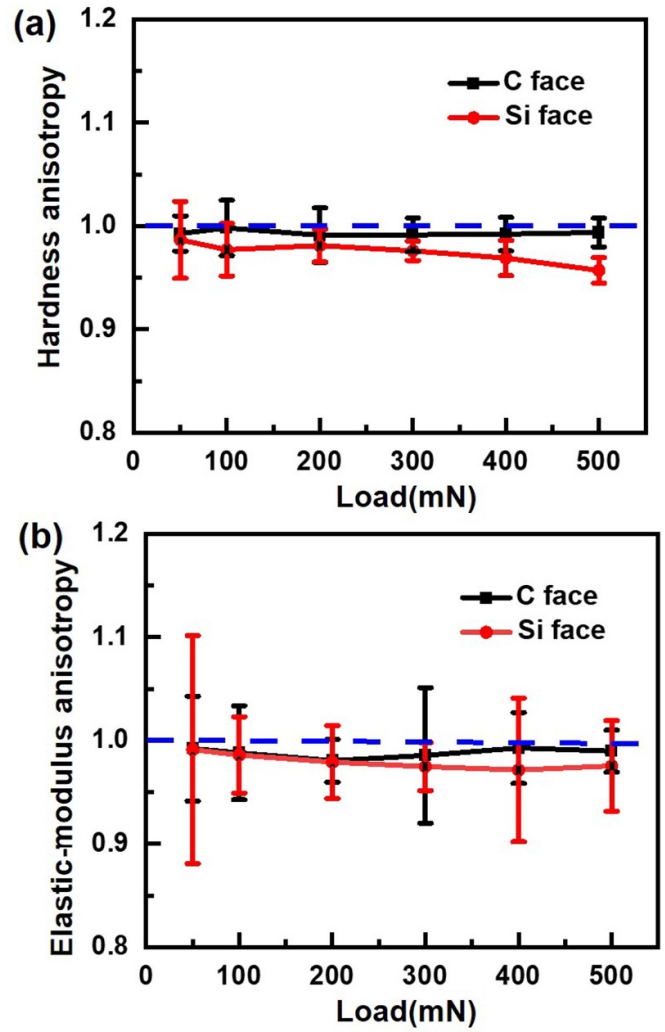 (a)
1.2
1.1
1.0
0.9
0.8
Hardness anisotropy
C face
Si face
0 100 200 300 400 500
Load(mN)
(b)
1.2
1.1
1.0
0.9
0.8
Elastic-modulus anisotropy
C face
Si face
0 100 200 300 400 500
Load(mN)